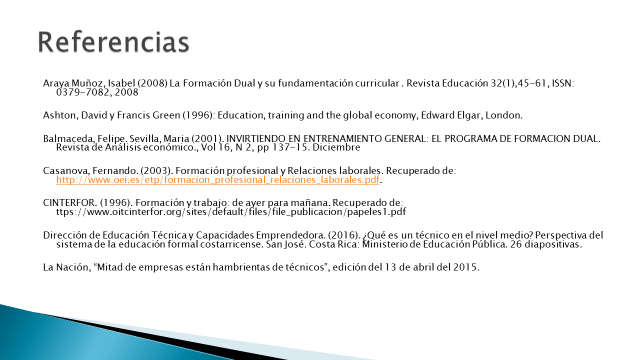 Referencias
Araya Muñoz, Isabel (2008) La Formación Dual y su fundamentación curricular . Revista Educación 32(1),45-61, ISSN:
0379-7082, 2008
Ashton, David y Francis Green (1996): Education, training and the global economy, Edward Elgar, London.
Balmaceda, Felipe. Sevilla, Maria (2001). INVIRTIENDO EN ENTRENAMIENTO GENERAL: EL PROGRAMA DE FORMACION DUAL.
Revista de Análisis económico., Vol 16, N 2, pp 137-15. Diciembre
Casanova, Fernando. (2003). Formación profesional y Relaciones laborales. Recuperado de:
http://www.oei.es/etp/formacion_profesional_relaciones_laborales.pdf.
CINTERFOR. (1996). Formación y trabajo: de ayer para mañana. Recuperado de:
ttps://www.oitcinterfor.org/sites/default/files/file_publicacion/papeles1.pdf
Dirección de Educación Técnica y Capacidades Emprendedora. (2016). ¿Qué es un técnico en el nivel medio? Perspectiva del
sistema de la educación formal costarricense. San José. Costa Rica: Ministerio de Educación Pública. 26 diapositivas.
La Nación, “Mitad de empresas están hambrientas de técnicos”, edición del 13 de abril del 2015.